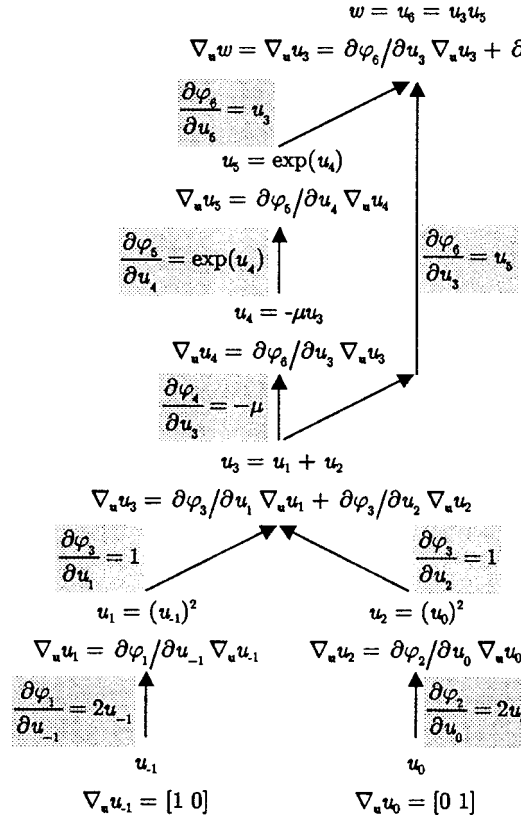 w = u₆ = u₃u₅
∇ᵤw = ∇ᵤu₃ = ∂φ₆/∂u₃ ∇ᵤu₃ + ∂
∂φ₆/∂u₅ = u₃
u₅ = exp(u₄)
∇ᵤu₅ = ∂φ₅/∂u₄ ∇ᵤu₄
∂φ₅/∂u₄ = exp(u₄)
∂φ₆/∂u₃ = u₅
u₄ = -μu₃
∇ᵤu₄ = ∂φ₆/∂u₃ ∇ᵤu₃
∂φ₄/∂u₃ = −μ
u₃ = u₁ + u₂
∇ᵤu₃ = ∂φ₃/∂u₁ ∇ᵤu₁ + ∂φ₃/∂u₂ ∇ᵤu₂
∂φ₃/∂u₁ = 1
∂φ₃/∂u₂ = 1
u₁ = (u₋₁)²
u₂ = (u₀)²
∇ᵤu₁ = ∂φ₁/∂u₋₁ ∇ᵤu₋₁
∇ᵤu₂ = ∂φ₂/∂u₀ ∇ᵤu₀
∂φ₁/∂u₋₁ = 2u₋₁
∂φ₂/∂u₀ = 2u
u₋₁
u₀
∇ᵤu₋₁ = [1 0]
∇ᵤu₀ = [0 1]